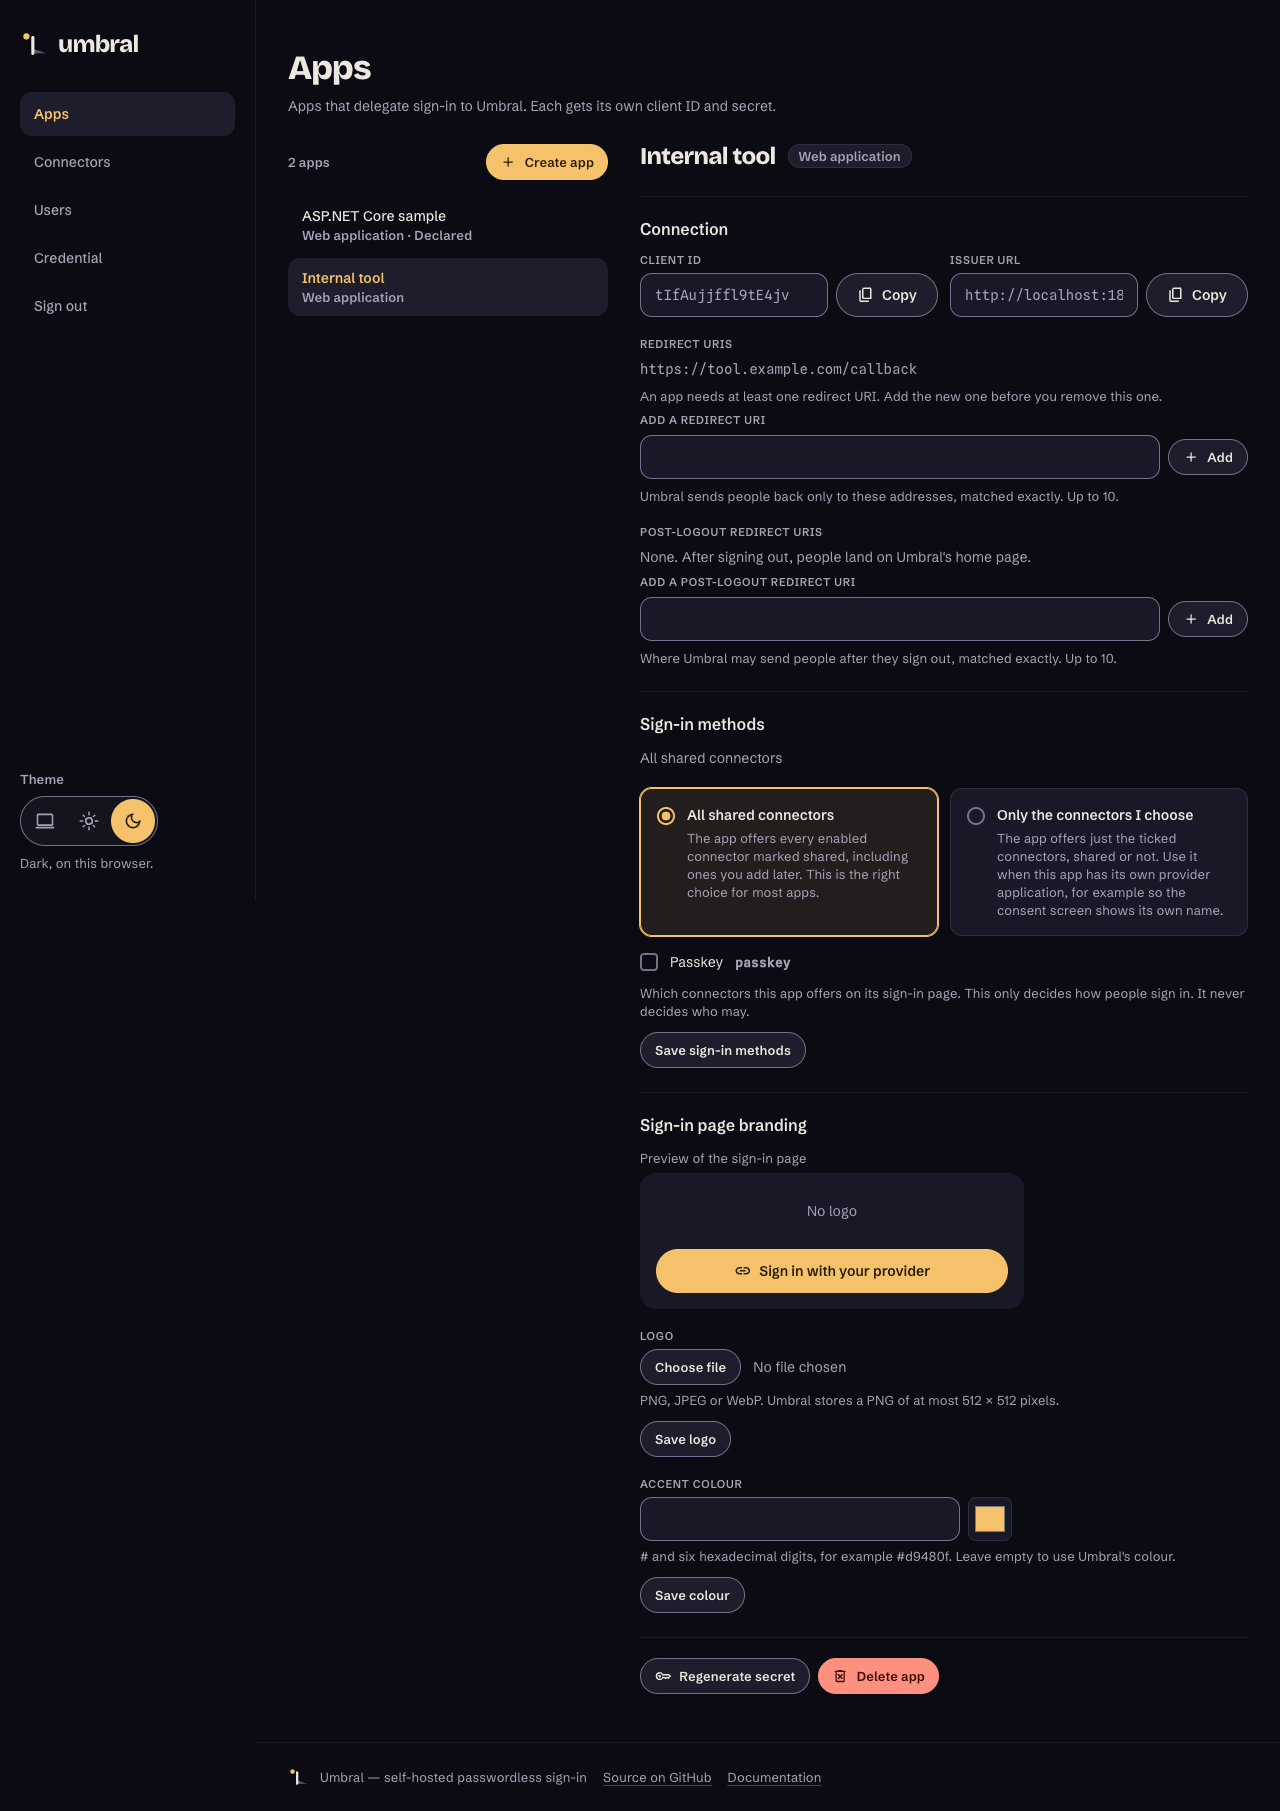 umbral
Apps
Connectors
Users
Credential
Sign out
Theme
Dark, on this browser.
Apps
Apps that delegate sign-in to Umbral. Each gets its own client ID and secret.
2 apps
Create app
ASP.NET Core sample
Web application · Declared
Internal tool
Web application
Internal tool
Web application
Connection
CLIENT ID
tIfAujjffl9tE4jv
Copy
ISSUER URL
http://localhost:18
Copy
REDIRECT URIS
https://tool.example.com/callback
An app needs at least one redirect URI. Add the new one before you remove this one.
ADD A REDIRECT URI
Add
Umbral sends people back only to these addresses, matched exactly. Up to 10.
POST-LOGOUT REDIRECT URIS
None. After signing out, people land on Umbral's home page.
ADD A POST-LOGOUT REDIRECT URI
Add
Where Umbral may send people after they sign out, matched exactly. Up to 10.
Sign-in methods
All shared connectors
All shared connectors
The app offers every enabled
connector marked shared, including
ones you add later. This is the right
choice for most apps.
Only the connectors I choose
The app offers just the ticked
connectors, shared or not. Use it
when this app has its own provider
application, for example so the
consent screen shows its own name.
Passkey passkey
Which connectors this app offers on its sign-in page. This only decides how people sign in. It never
decides who may.
Save sign-in methods
Sign-in page branding
Preview of the sign-in page
No logo
Sign in with your provider
LOGO
Choose file No file chosen
PNG, JPEG or WebP. Umbral stores a PNG of at most 512 × 512 pixels.
Save logo
ACCENT COLOUR
# and six hexadecimal digits, for example #d9480f. Leave empty to use Umbral's colour.
Save colour
Regenerate secret
Delete app
Umbral — self-hosted passwordless sign-in Source on GitHub Documentation